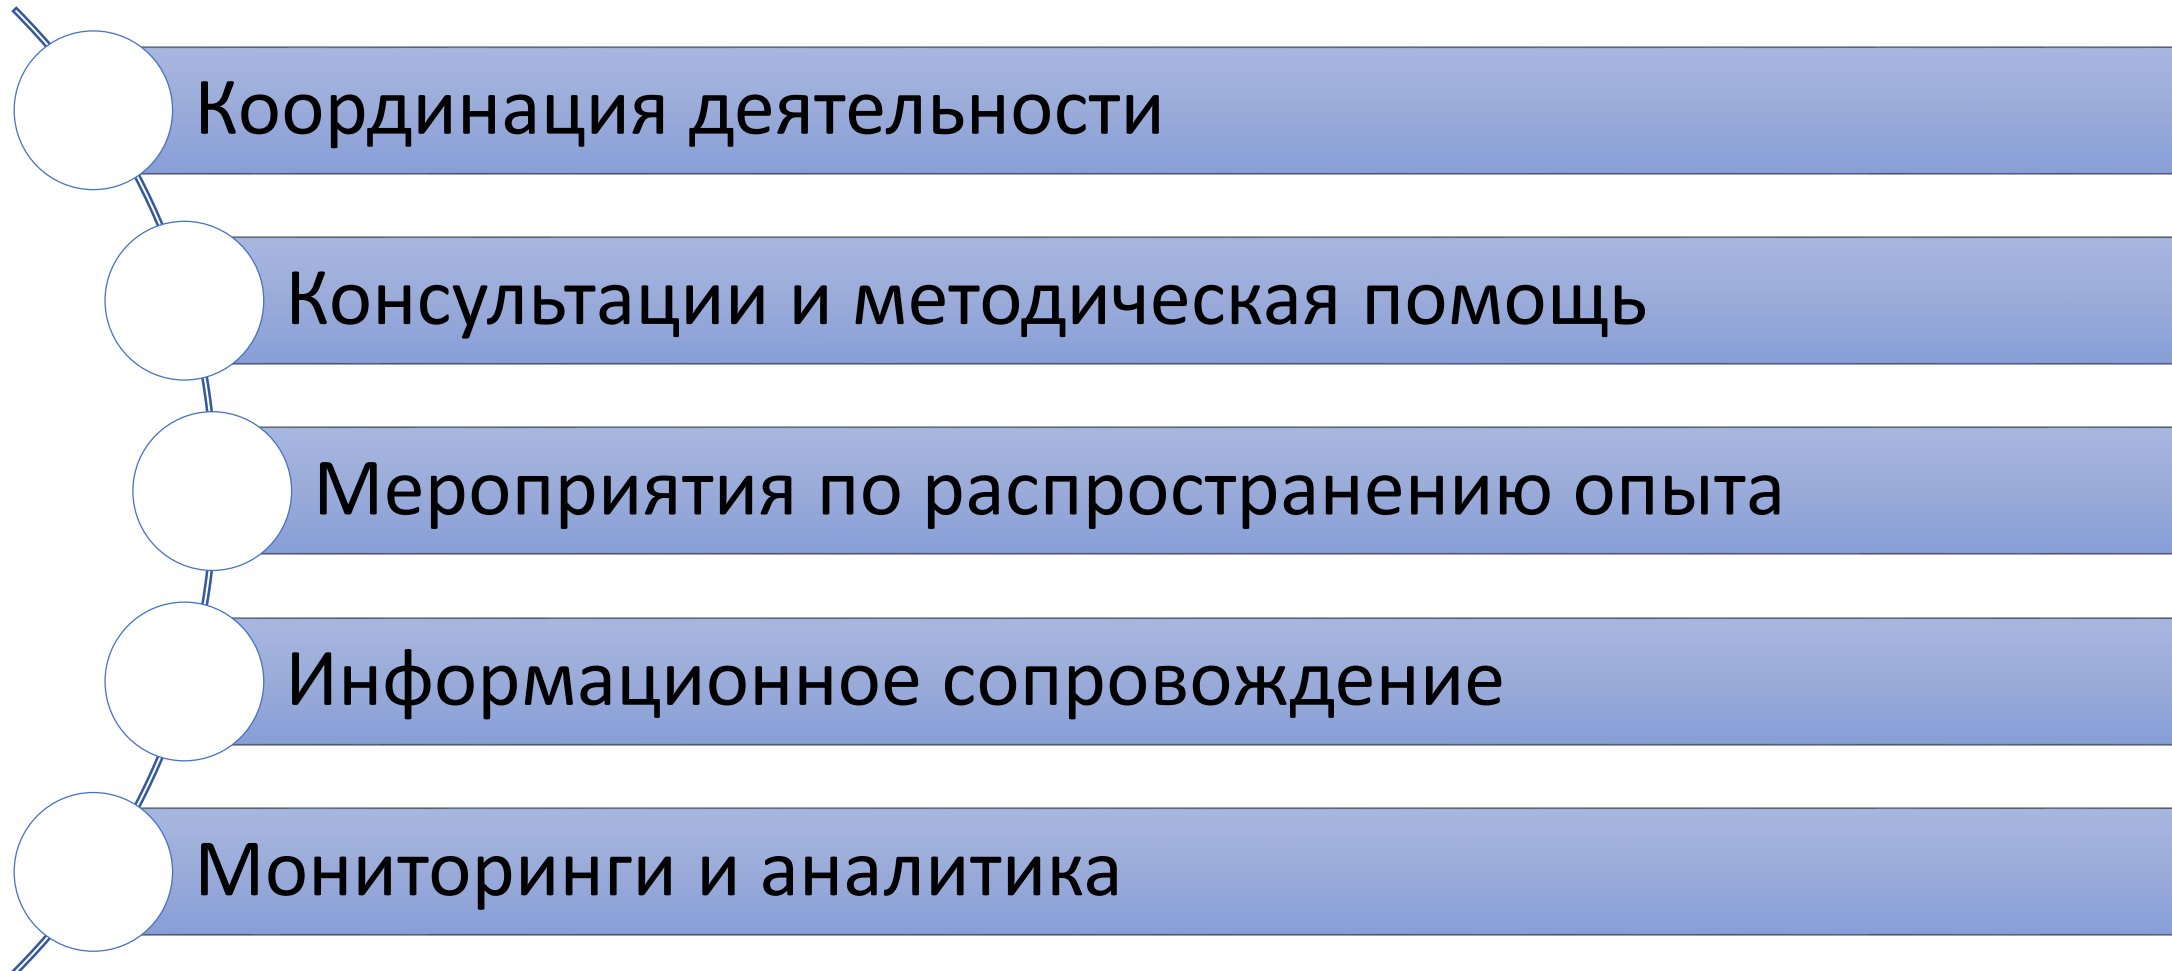 Координация деятельности
Консультации и методическая помощь
Мероприятия по распространению опыта
Информационное сопровождение
Мониторинги и аналитика